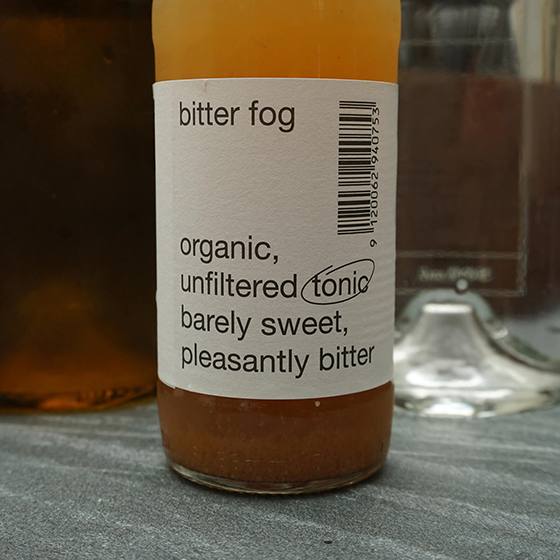 bitter fog
9 120062 940753
organic,
unfiltered tonic
barely sweet,
pleasantly bitter